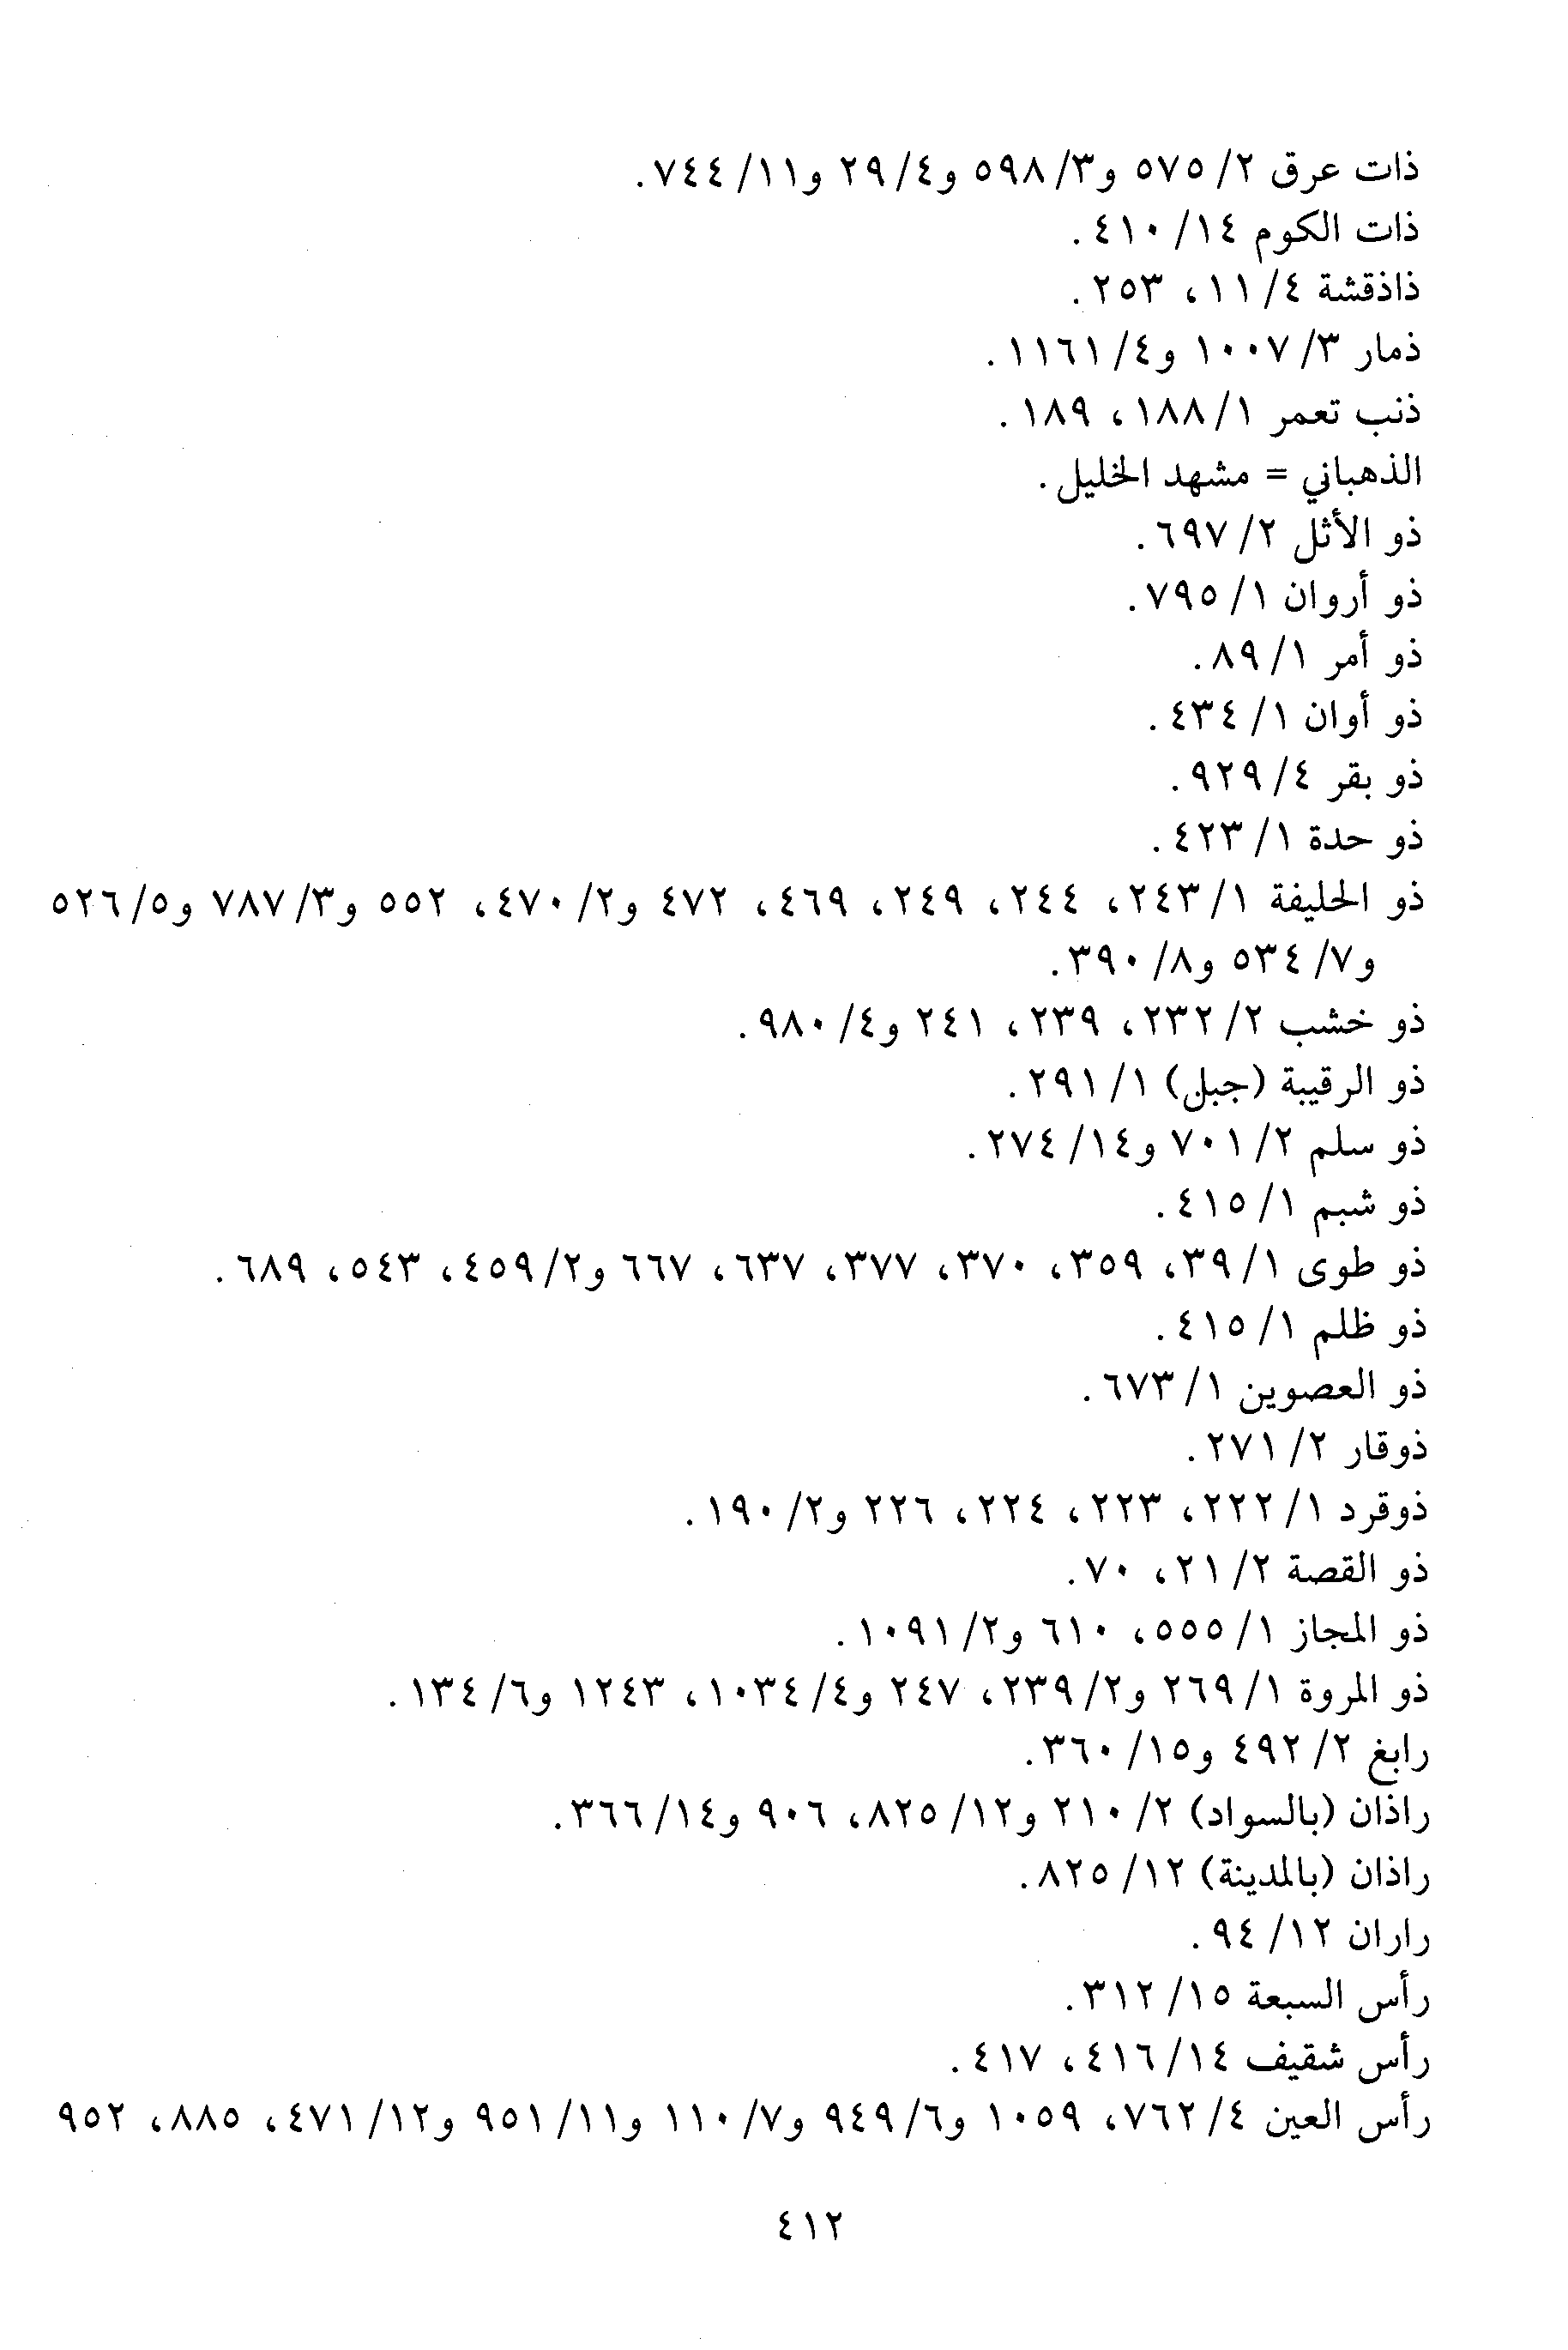 ذات عرق ٢/ ٥٧٥ و٣/ ٥٩٨ و٤/ ٢٩ و١١/ ٧٤٤.
ذات الكوم ١٤/ ٤١٠.
ذاذقشة ٤/ ١١، ٢٥٣.
ذمار ٣/ ١٠٠٧ و٤/ ١١٦١.
ذنب تعمر ١/ ١٨٨، ١٨٩.
الذهباني = مشهد الخليل.
ذو الأثل ٢/ ٦٩٧.
ذو أروان ١/ ٧٩٥.
ذو أمر ١/ ٨٩.
ذو أوان ١/ ٤٣٤.
ذو بقر ٤/ ٩٢٩.
ذو حدة ١/ ٤٢٣.
ذو الحليفة ١/ ٢٤٣، ٢٤٤، ٢٤٩، ٤٦٩، ٤٧٢ و٢/ ٤٧٠، ٥٥٢ و٣/ ٧٨٧ و٥/ ٥٢٦
و٧/ ٥٣٤ و٨/ ٣٩٠.
ذو خشب ٢/ ٢٣٢، ٢٣٩، ٢٤١ و٤/ ٩٨٠.
ذو الرقيبة (جبل) ١/ ٢٩١.
ذو سلم ٢/ ٧٠١ و١٤/ ٢٧٤.
ذو شبم ١/ ٤١٥.
ذو طوى ١/ ٣٩، ٣٥٩، ٣٧٠، ٣٧٧، ٦٣٧، ٦٦٧ و٢/ ٤٥٩، ٥٤٣، ٦٨٩.
ذو ظلم ١/ ٤١٥.
ذو العصوين ١/ ٦٧٣.
ذوقار ٢/ ٢٧١.
ذوقرد ١/ ٢٢٢، ٢٢٣، ٢٢٤، ٢٢٦ و٢/ ١٩٠.
ذو القصة ٢/ ٢١، ٧٠.
ذو المجاز ١/ ٥٥٥، ٦١٠ و٢/ ١٠٩١.
ذو المروة ١/ ٢٦٩ و٢/ ٢٣٩، ٢٤٧ و٤/ ١٠٣٤، ١٢٤٣ و٦/ ١٣٤.
رابغ ٢/ ٤٩٢ و١٥/ ٣٦٠.
راذان (بالسواد) ٢/ ٢١٠ و١٢/ ٨٢٥، ٩٠٦ و١٤/ ٣٦٦.
راذان (بالمدينة) ١٢/ ٨٢٥.
راران ١٢/ ٩٤.
رأس السبعة ١٥/ ٣١٢.
رأس شقيف ١٤/ ٤١٦، ٤١٧.
رأس العين ٤/ ٧٦٢، ١٠٥٩ و٦/ ٩٤٩ و٧/ ١١٠ و١١/ ٩٥١ و١٢/ ٤٧١، ٨٨٥، ٩٥٢
٤١٢